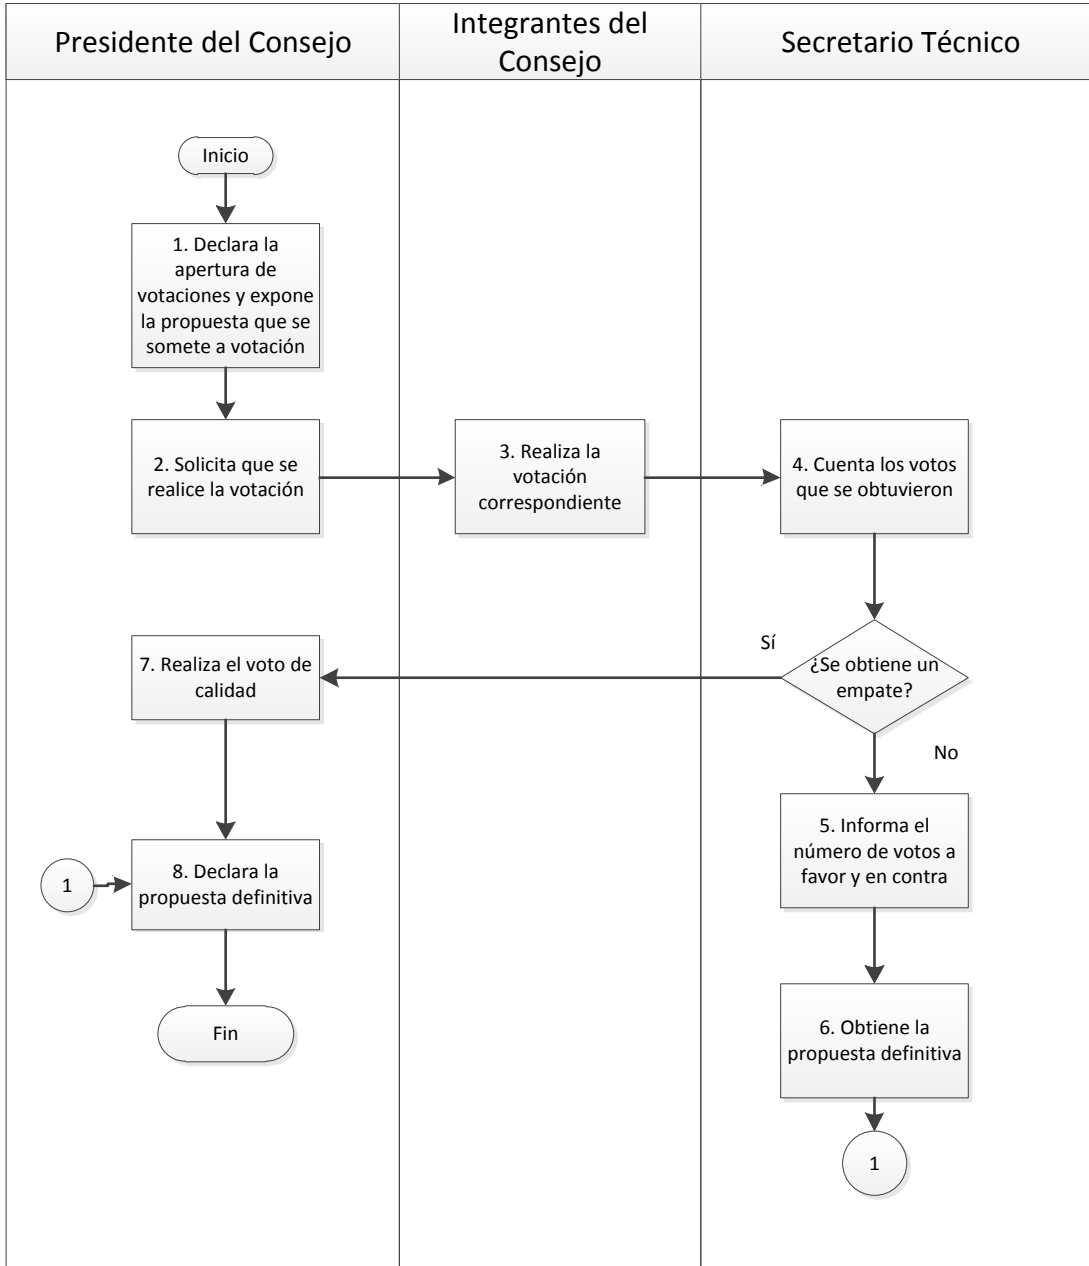 Presidente del Consejo
Integrantes del
Consejo
Secretario Técnico
Inicio
1. Declara la
apertura de
votaciones y expone
la propuesta que se
somete a votación
2. Solicita que se
realice la votación
3. Realiza la
votación
correspondiente
4. Cuenta los votos
que se obtuvieron
¿Se obtiene un
empate?
Sí
No
7. Realiza el voto de
calidad
5. Informa el
número de votos a
favor y en contra
1
8. Declara la
propuesta definitiva
6. Obtiene la
propuesta definitiva
Fin
1